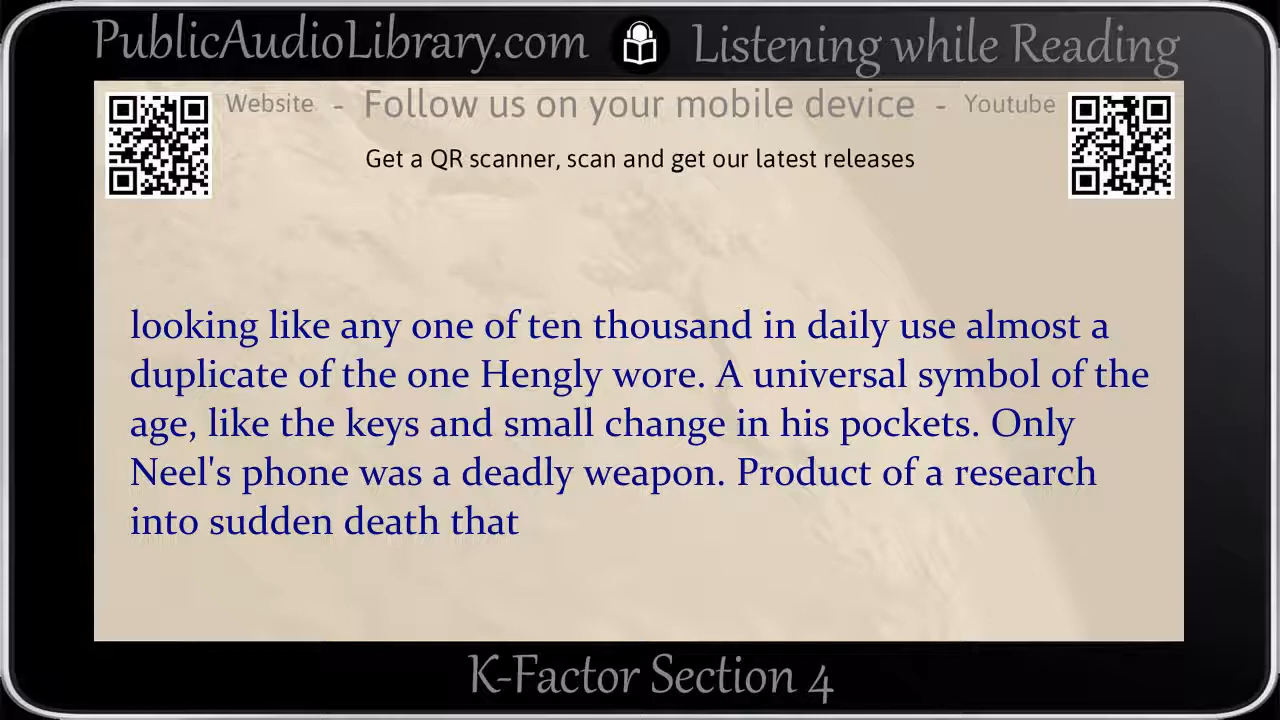 PublicAudioLibrary.com Listening while Reading
Website - Follow us on your mobile device - Youtube
Get a QR scanner, scan and get our latest releases
looking like any one of ten thousand in daily use almost a
duplicate of the one Hengly wore. A universal symbol of the
age, like the keys and small change in his pockets. Only
Neel's phone was a deadly weapon. Product of a research
into sudden death that
K-Factor Section 4